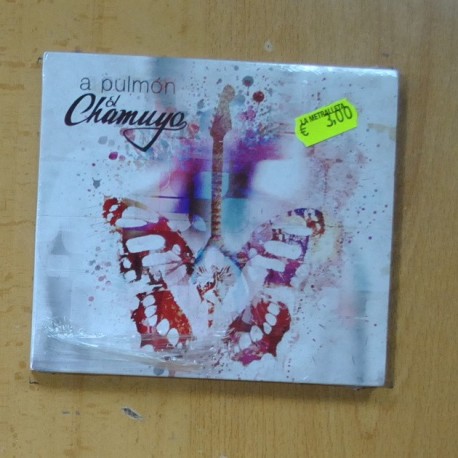 a pulmón
El
Chamuyo
LA METRALLETA
€ 3,00